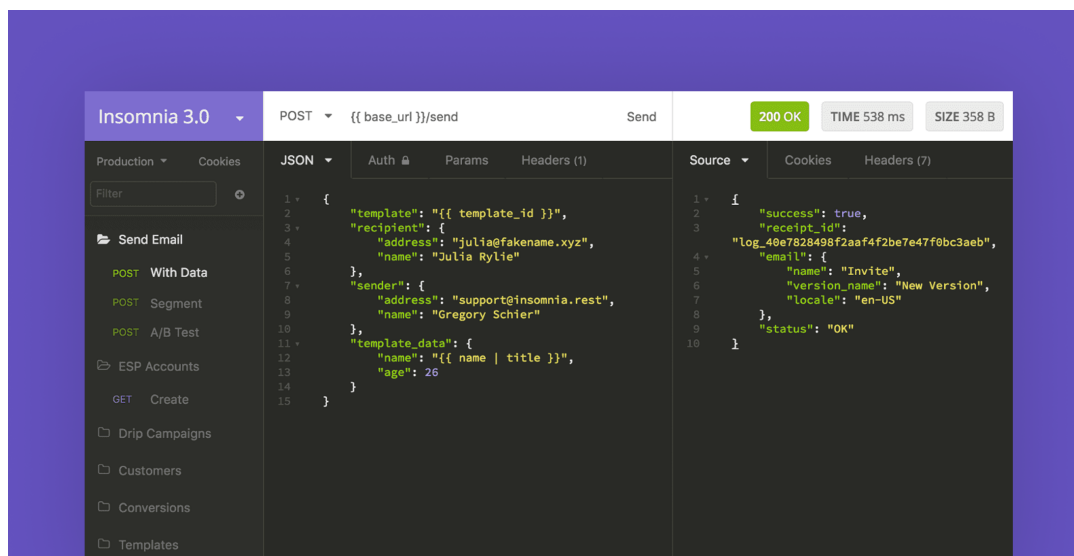 Insomnia 3.0
POST {{ base_url }}/send Send
200 OK TIME 538 ms SIZE 358 B
Production Cookies
Filter
Send Email
POST With Data
POST Segment
POST A/B Test
ESP Accounts
GET Create
Drip Campaigns
Customers
Conversions
Templates
JSON Auth Params Headers (1)
1 {
2 "template": "{{ template_id }}",
3 "recipient": {
4 "address": "julia@fakename.xyz",
5 "name": "Julia Rylie"
6 },
7 "sender": {
8 "address": "support@insomnia.rest",
9 "name": "Gregory Schier"
10 },
11 "template_data": {
12 "name": "{{ name | title }}",
13 "age": 26
14 }
15 }
Source Cookies Headers (7)
1 {
2 "success": true,
3 "receipt_id":
"log_40e7828498f2aaf4f2be7e47f0bc3aeb",
4 "email": {
5 "name": "Invite",
6 "version_name": "New Version",
7 "locale": "en-US"
8 },
9 "status": "OK"
10 }